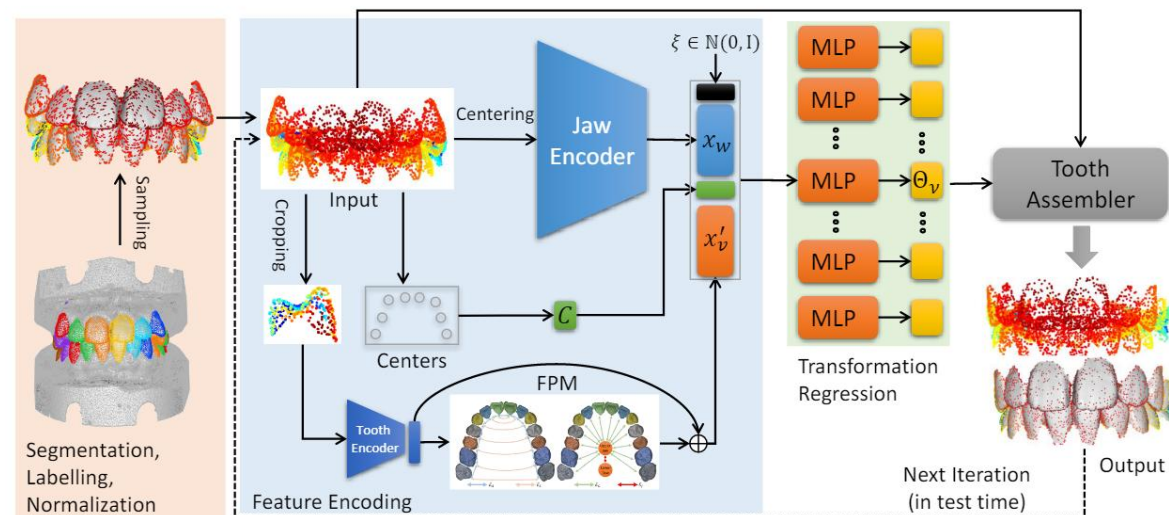 Sampling
Segmentation,
Labelling,
Normalization
Input
Centering
Cropping
Jaw
Encoder
ξ ∈ ℕ(0, I)
x_w
x'_v
Centers
C
FPM
Tooth
Encoder
Feature Encoding
MLP
MLP
MLP
Θ_v
MLP
MLP
Transformation
Regression
Tooth
Assembler
Next Iteration
(in test time)
Output